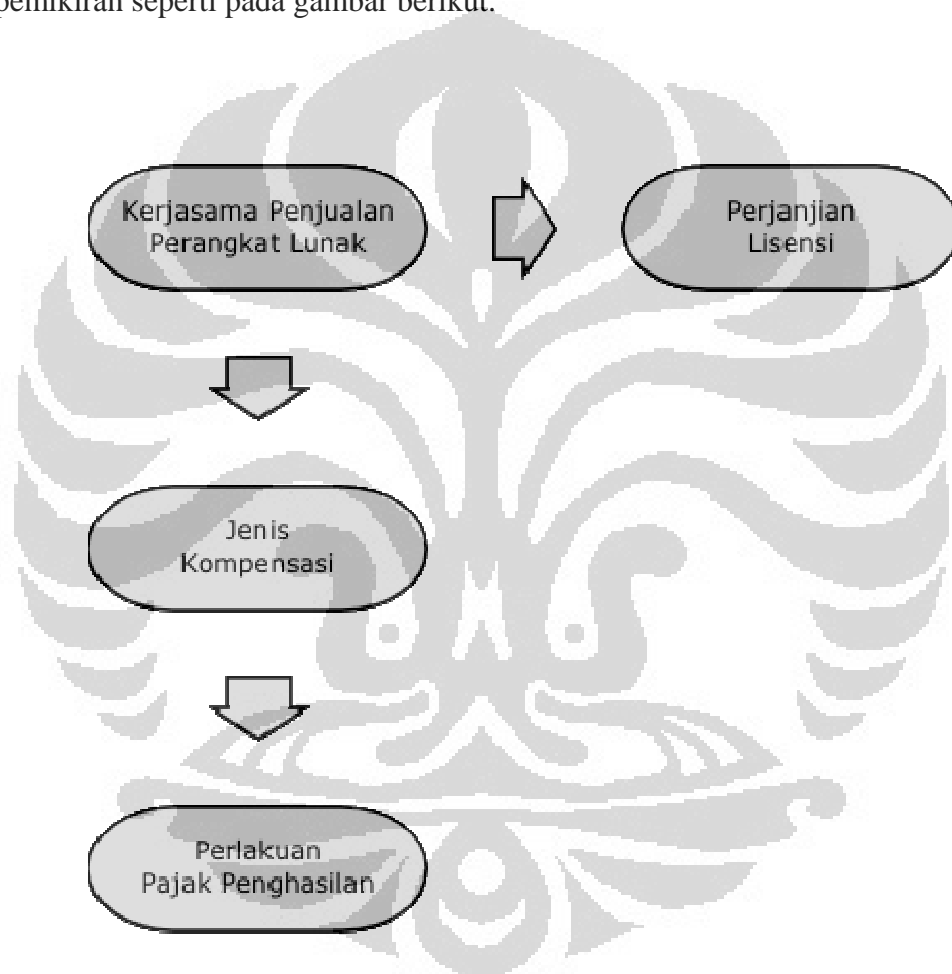 pemikiran seperti pada gambar berikut.
Kerjasama Penjualan
Perangkat Lunak
Perjanjian
Lisensi
Jenis
Kompensasi
Perlakuan
Pajak Penghasilan